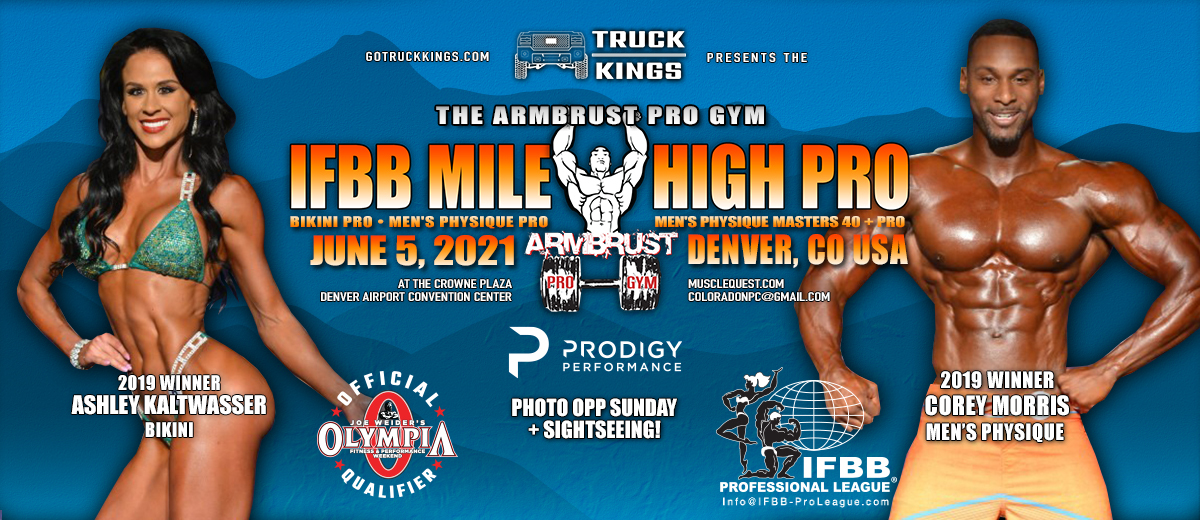 GOTRUCKKINGS.COM
TRUCK
KINGS
PRESENTS THE
THE ARMBRUST PRO GYM
IFBB MILE HIGH PRO
BIKINI PRO • MEN'S PHYSIQUE PRO
MEN'S PHYSIQUE MASTERS 40 + PRO
JUNE 5, 2021
DENVER, CO USA
ARMBRUST
PRO GYM
AT THE CROWNE PLAZA
DENVER AIRPORT CONVENTION CENTER
MUSCLEQUEST.COM
COLORADONPC@GMAIL.COM
PRODIGY
PERFORMANCE
PHOTO OPP SUNDAY
+ SIGHTSEEING!
2019 WINNER
ASHLEY KALTWASSER
BIKINI
OFFICIAL
JOE WEIDER'S
OLYMPIA
FITNESS & PERFORMANCE
WEEKEND
QUALIFIER
IFBB
PROFESSIONAL LEAGUE®
Info@IFBB-ProLeague.com
2019 WINNER
COREY MORRIS
MEN'S PHYSIQUE